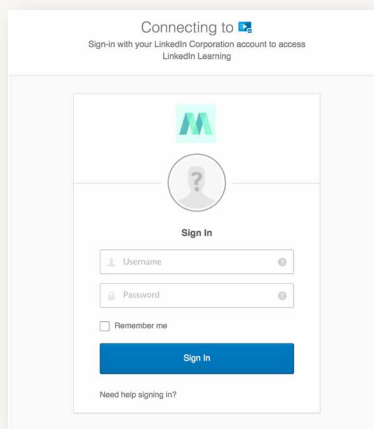 Connecting to
Sign-in with your LinkedIn Corporation account to access
LinkedIn Learning
Sign In
Username
Password
Remember me
Sign In
Need help signing in?